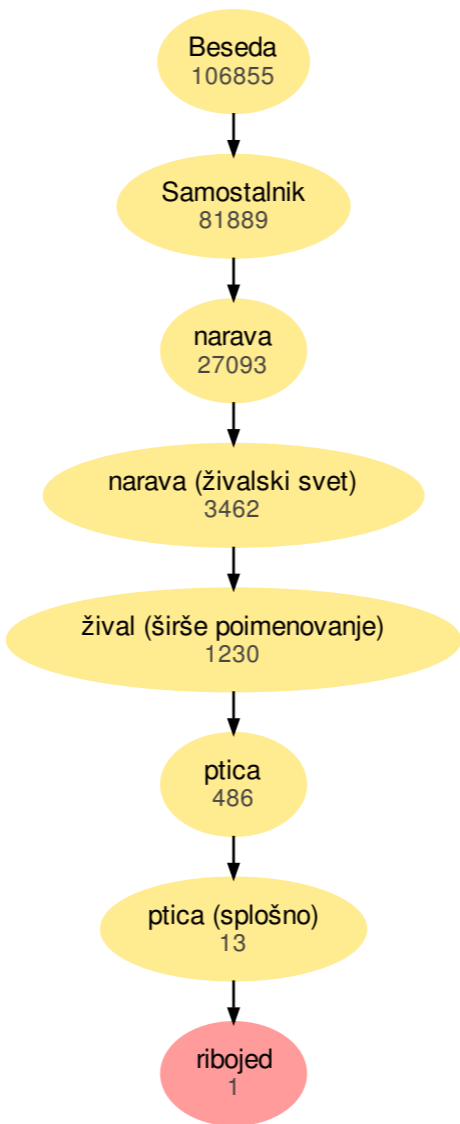 Beseda
106855
Samostalnik
81889
narava
27093
narava (živalski svet)
3462
žival (širše poimenovanje)
1230
ptica
486
ptica (splošno)
13
ribojed
1